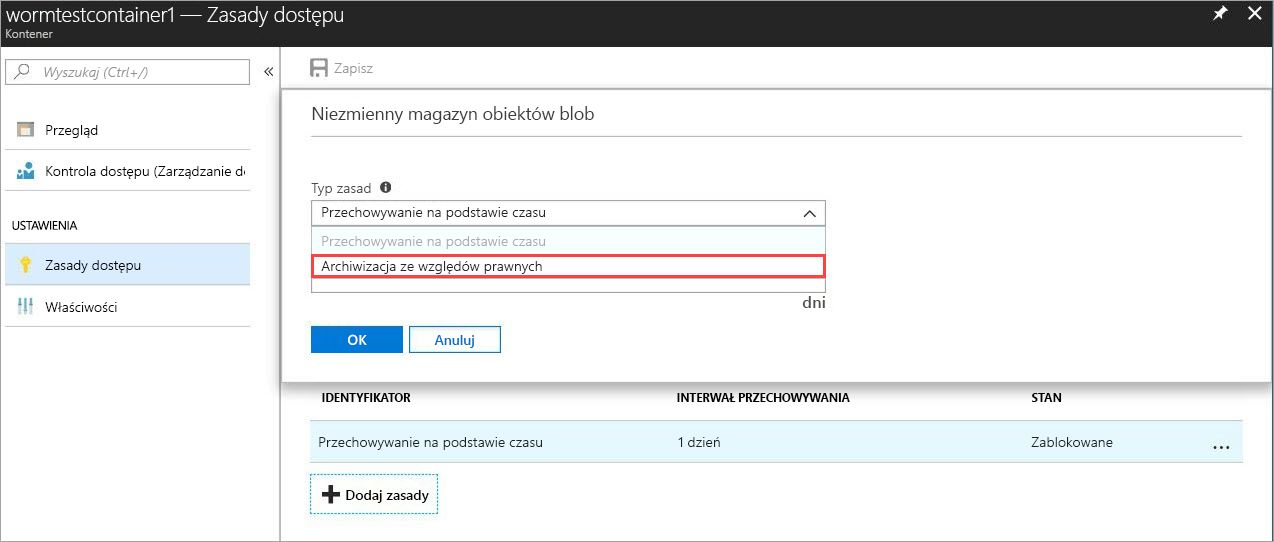 wormtestcontainer1 — Zasady dostępu
Kontener
Wyszukaj (Ctrl+/)
Zapisz
Przegląd
Kontrola dostępu (Zarządzanie do
USTAWIENIA
Zasady dostępu
Właściwości
Niezmienny magazyn obiektów blob
Typ zasad
Przechowywanie na podstawie czasu
Przechowywanie na podstawie czasu
Archiwizacja ze względów prawnych
dni
OK Anuluj
IDENTYFIKATOR INTERWAŁ PRZECHOWYWANIA STAN
Przechowywanie na podstawie czasu 1 dzień Zablokowane ...
Dodaj zasady